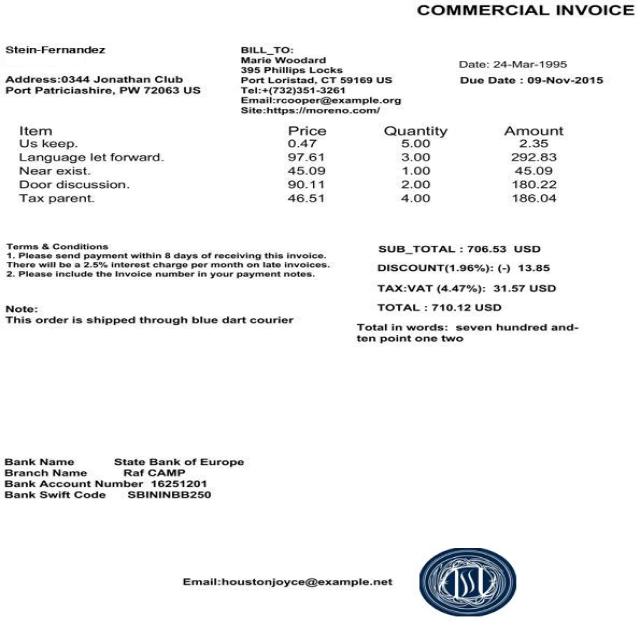 COMMERCIAL INVOICE
Stein-Fernandez
Address:0344 Jonathan Club
Port Patriciashire, PW 72063 US
BILL_TO:
Marie Woodard
395 Phillips Locks
Port Loristad, CT 59169 US
Tel:+(732)351-3261
Email:rcooper@example.org
Site:https://moreno.com/
Date: 24-Mar-1995
Due Date : 09-Nov-2015
Item Price Quantity Amount
Us keep. 0.47 5.00 2.35
Language let forward. 97.61 3.00 292.83
Near exist. 45.09 1.00 45.09
Door discussion. 90.11 2.00 180.22
Tax parent. 46.51 4.00 186.04
Terms & Conditions
1. Please send payment within 8 days of receiving this invoice.
There will be a 2.5% interest charge per month on late invoices.
2. Please include the Invoice number in your payment notes.
Note:
This order is shipped through blue dart courier
SUB_TOTAL : 706.53 USD
DISCOUNT(1.96%): (-) 13.85
TAX:VAT (4.47%): 31.57 USD
TOTAL : 710.12 USD
Total in words: seven hundred and-
ten point one two
Bank Name State Bank of Europe
Branch Name Raf CAMP
Bank Account Number 16251201
Bank Swift Code SBININBB250
Email:houstonjoyce@example.net